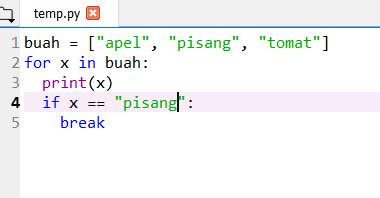 temp.py
1 buah = ["apel", "pisang", "tomat"]
2 for x in buah:
3   print(x)
4   if x == "pisang":
5     break